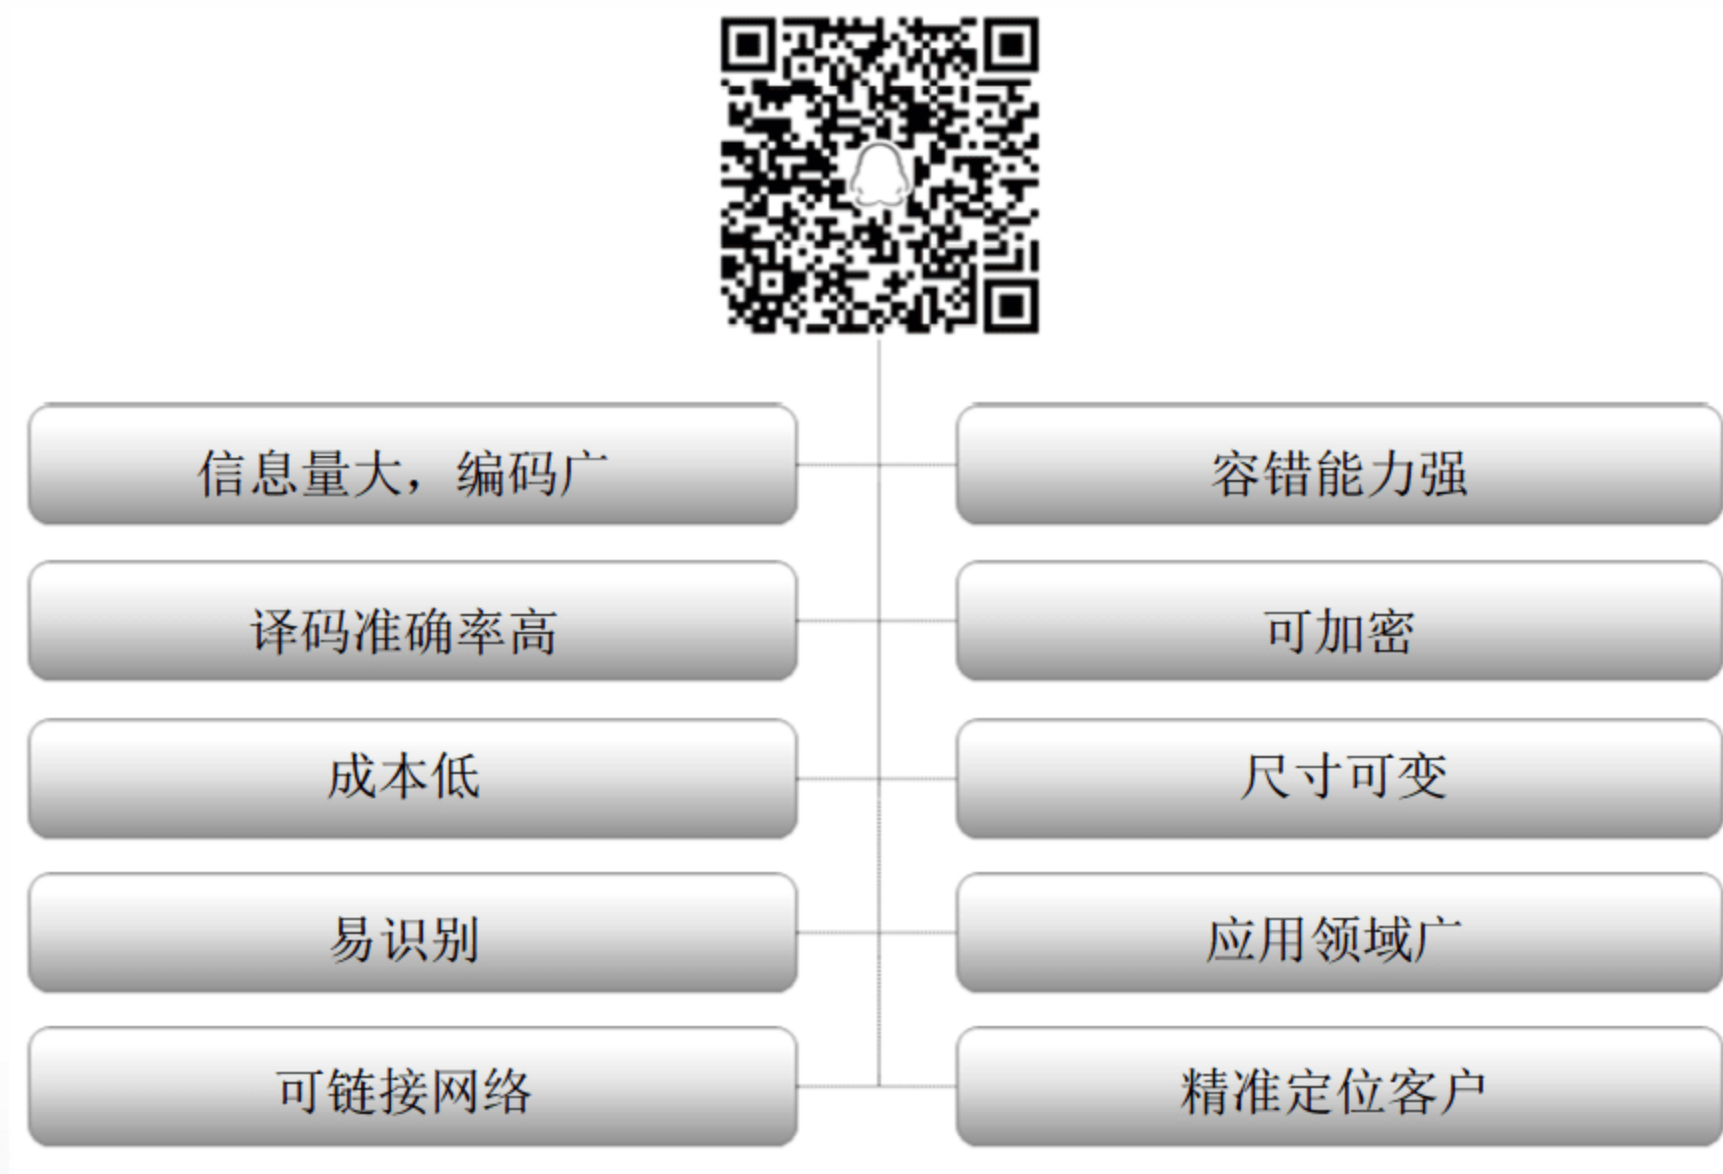 信息量大，编码广
容错能力强
译码准确率高
可加密
成本低
尺寸可变
易识别
应用领域广
可链接网络
精准定位客户